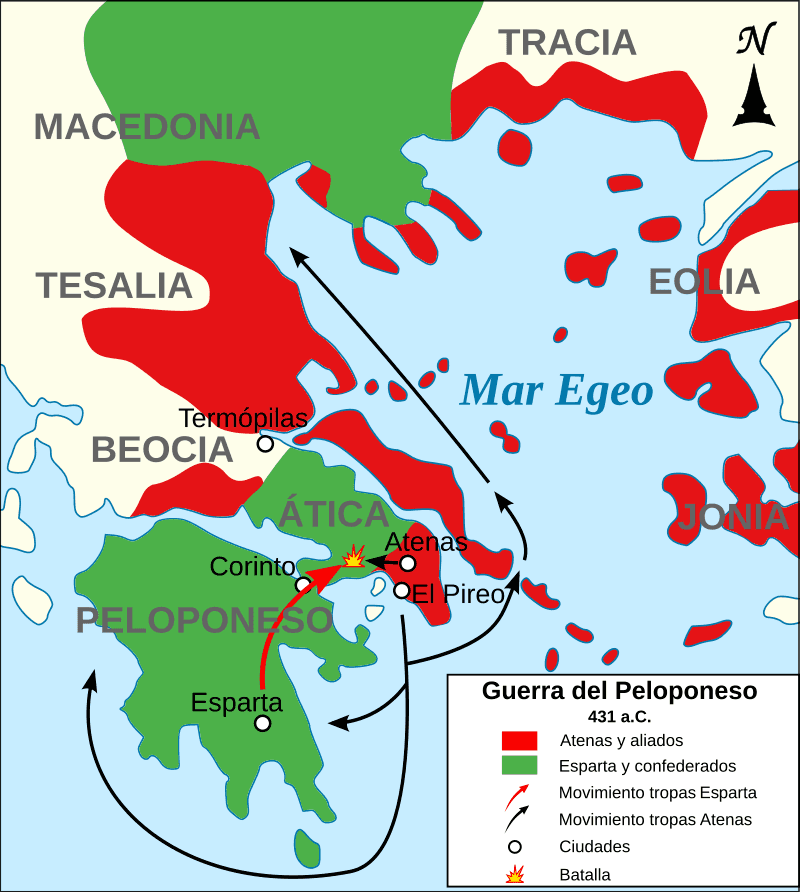 TRACIA
N
MACEDONIA
TESALIA
EOLIA
Mar Egeo
Termópilas
BEOCIA
ÁTICA
JONIA
Atenas
Corinto
El Pireo
PELOPONESO
Esparta
Guerra del Peloponeso
431 a.C.
Atenas y aliados
Esparta y confederados
Movimiento tropas Esparta
Movimiento tropas Atenas
Ciudades
Batalla